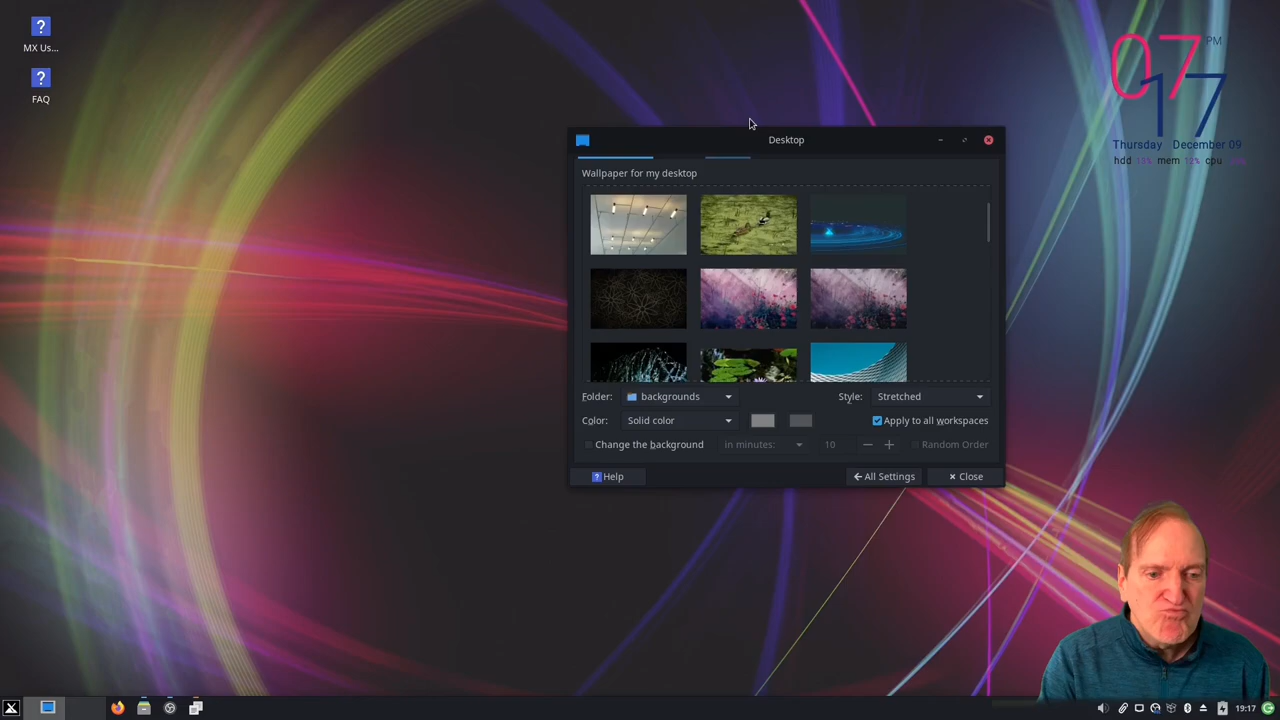 MX Us...
FAQ
07 PM
17
Thursday December 09
hdd 13% mem 12% cpu
Desktop
Wallpaper for my desktop
Folder: backgrounds
Style: Stretched
Color: Solid color
Apply to all workspaces
Change the background
in minutes:
10
Random Order
Help
All Settings
Close
19:17